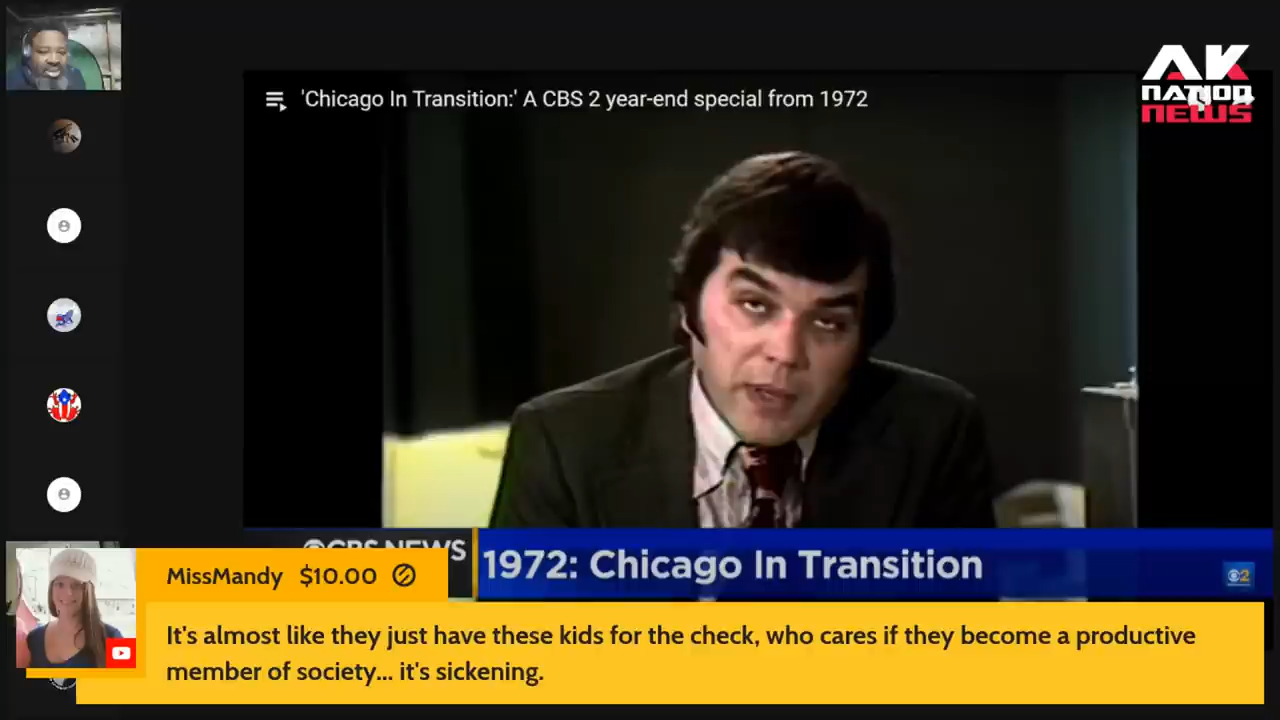 'Chicago In Transition:' A CBS 2 year-end special from 1972
AK
NATION
NEWS
CBS NEWS
1972: Chicago In Transition
2
MissMandy $10.00
It's almost like they just have these kids for the check, who cares if they become a productive
member of society... it's sickening.